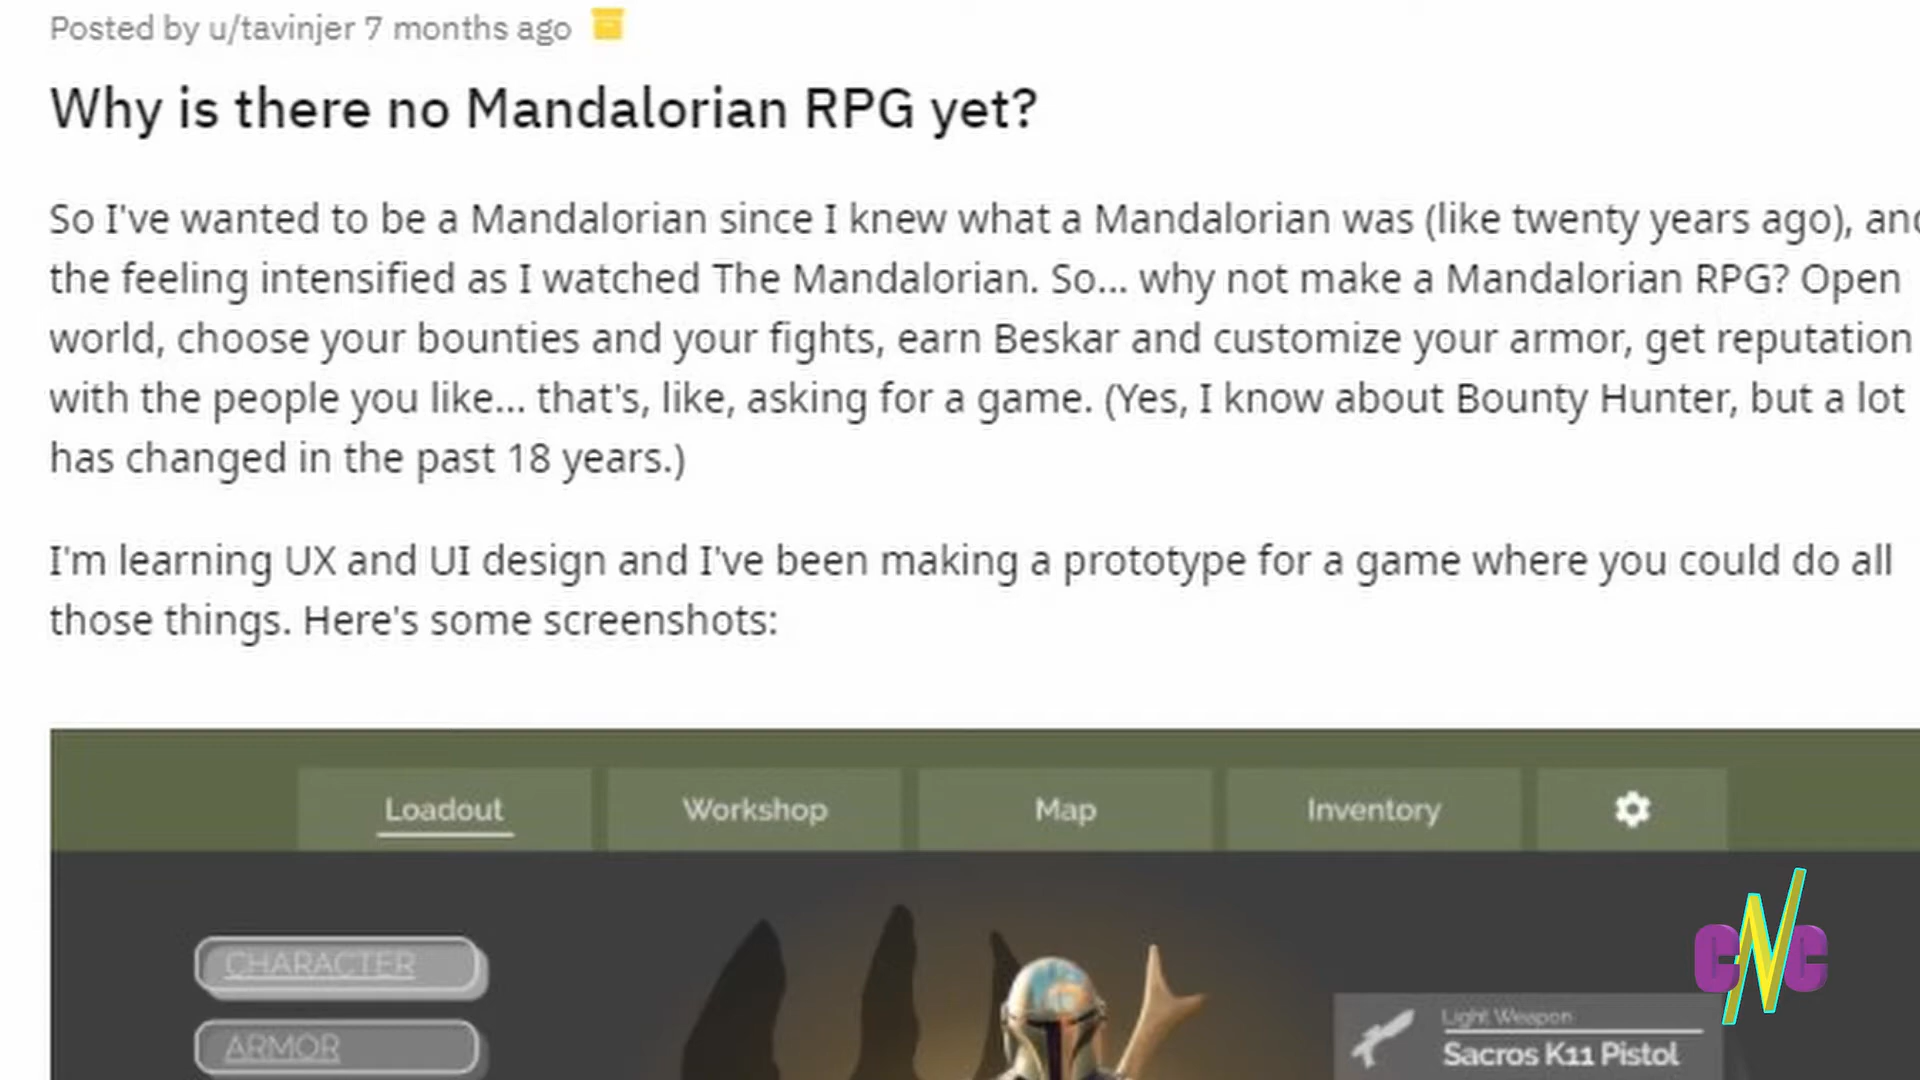 Posted by u/tavinjer 7 months ago
Why is there no Mandalorian RPG yet?
So I've wanted to be a Mandalorian since I knew what a Mandalorian was (like twenty years ago), and
the feeling intensified as I watched The Mandalorian. So... why not make a Mandalorian RPG? Open
world, choose your bounties and your fights, earn Beskar and customize your armor, get reputation
with the people you like... that's, like, asking for a game. (Yes, I know about Bounty Hunter, but a lot
has changed in the past 18 years.)
I'm learning UX and UI design and I've been making a prototype for a game where you could do all
those things. Here's some screenshots:
Loadout Workshop Map Inventory
CHARACTER
ARMOR
Light Weapon
Sacros K11 Pistol
CNC